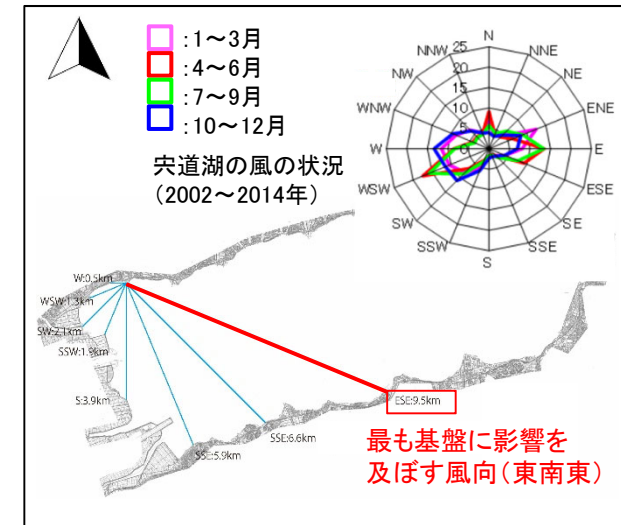 :1～3月
:4～6月
:7～9月
:10～12月
宍道湖の風の状況
(2002～2014年)
N
NNE
NE
ENE
E
ESE
SE
SSE
S
SSW
SW
WSW
W
WNW
NW
NNW
25
20
15
10
5
0
W:0.5km
WSW:1.3km
SW:2.1km
SSW:1.9km
S:3.9km
SSE:5.9km
SSE:6.6km
ESE:9.5km
最も基盤に影響を
及ぼす風向(東南東)